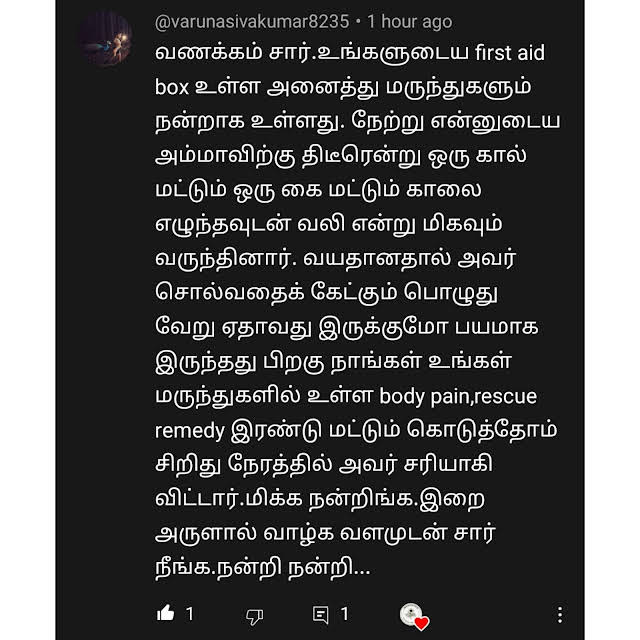 @varunasivakumar8235 • 1 hour ago
வணக்கம் சார்.உங்களுடைய first aid
box உள்ள அனைத்து மருந்துகளும்
நன்றாக உள்ளது. நேற்று என்னுடைய
அம்மாவிற்கு திடீரென்று ஒரு கால்
மட்டும் ஒரு கை மட்டும் காலை
எழுந்தவுடன் வலி என்று மிகவும்
வருந்தினார். வயதானதால் அவர்
சொல்வதைக் கேட்கும் பொழுது
வேறு ஏதாவது இருக்குமோ பயமாக
இருந்தது பிறகு நாங்கள் உங்கள்
மருந்துகளில் உள்ள body pain,rescue
remedy இரண்டு மட்டும் கொடுத்தோம்
சிறிது நேரத்தில் அவர் சரியாகி
விட்டார்.மிக்க நன்றிங்க.இறை
அருளால் வாழ்க வளமுடன் சார்
நீங்க.நன்றி நன்றி...
1 1